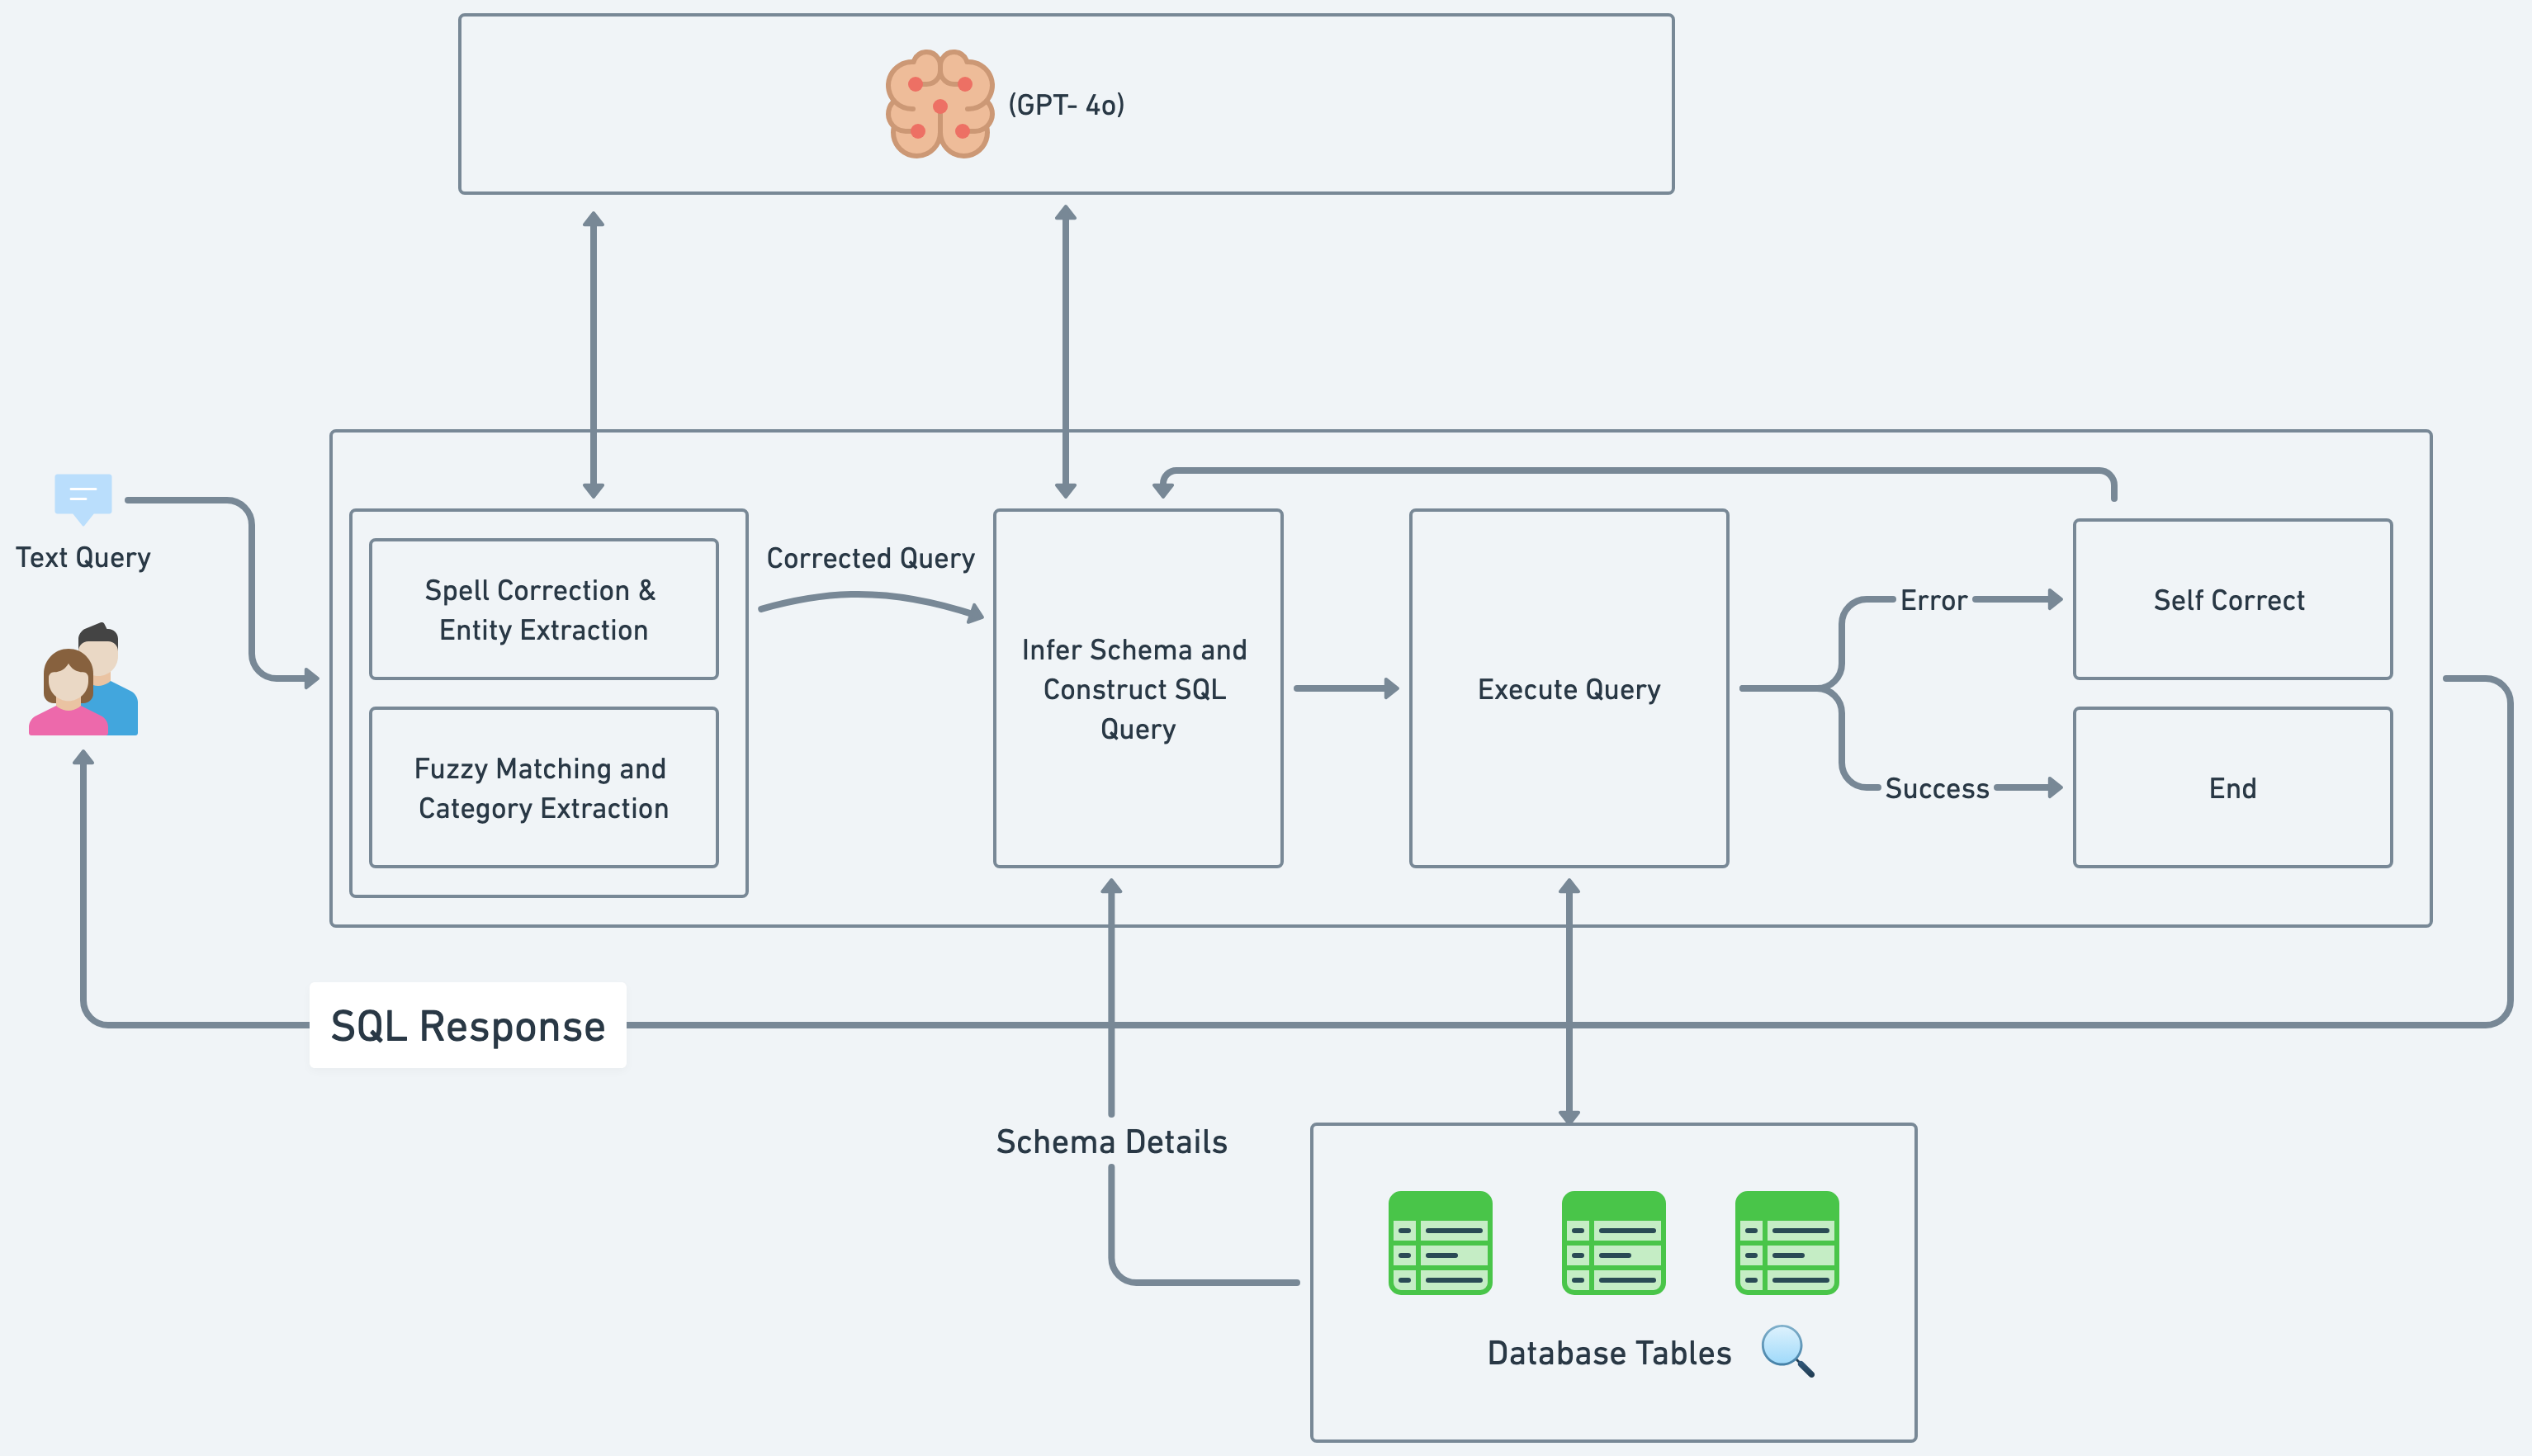 (GPT- 4o)
Text Query
Spell Correction &
Entity Extraction
Fuzzy Matching and
Category Extraction
Corrected Query
Infer Schema and
Construct SQL
Query
Execute Query
Error
Success
Self Correct
End
SQL Response
Schema Details
Database Tables